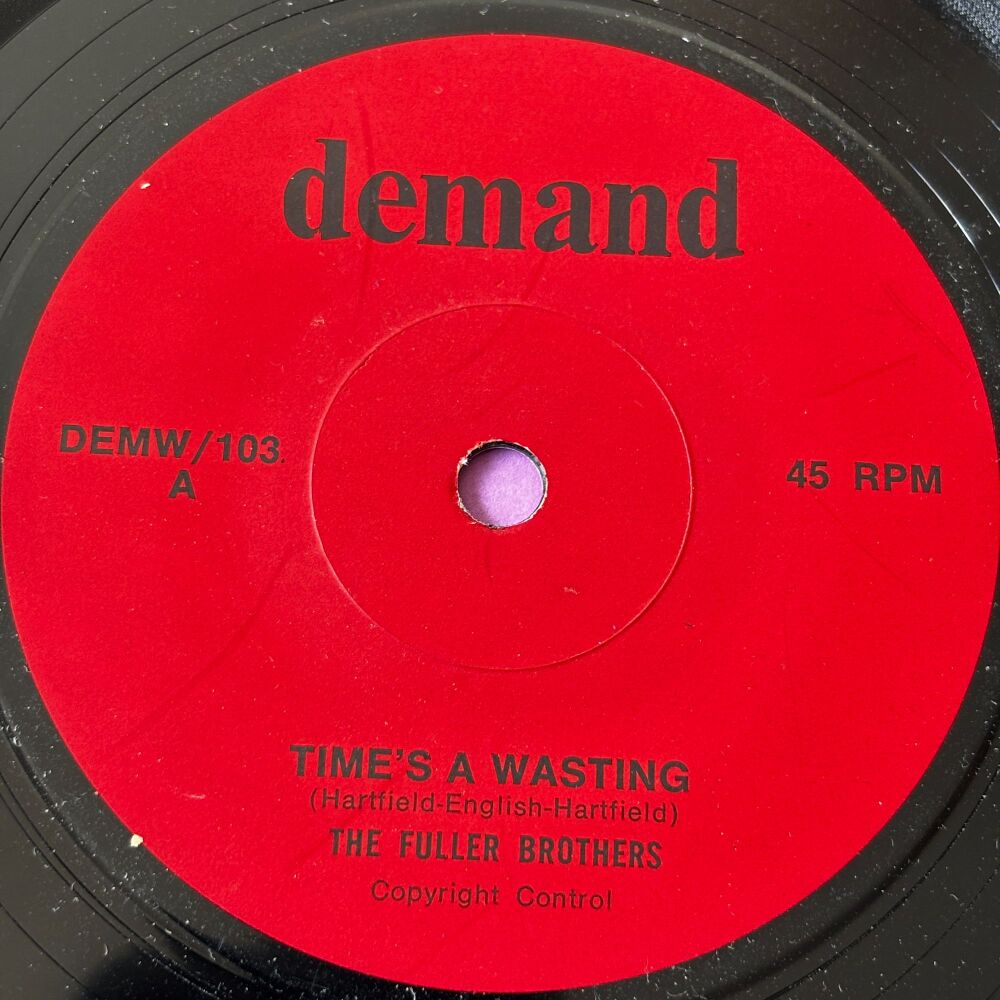 demand
DEMW/103.
A
45 RPM
TIME'S A WASTING
(Hartfield-English-Hartfield)
THE FULLER BROTHERS
Copyright Control